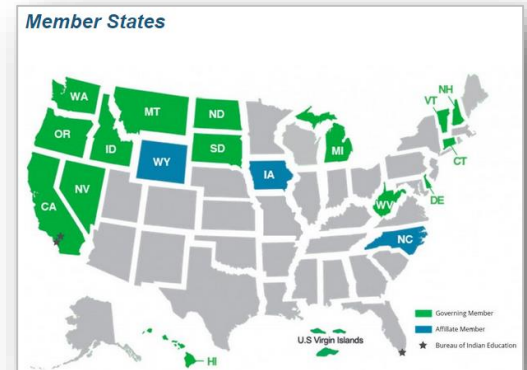 Member States
WA
MT
ND
VT
NH
OR
ID
SD
MI
WY
IA
CT
NV
CA
WV
DE
NC
Governing Member
Affiliate Member
Bureau of Indian Education
U.S Virgin Islands
HI